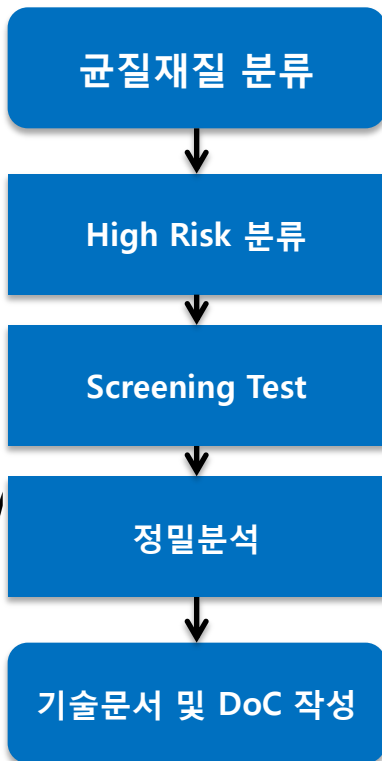 균질재질 분류
High Risk 분류
Screening Test
정밀분석
기술문서 및 DoC 작성